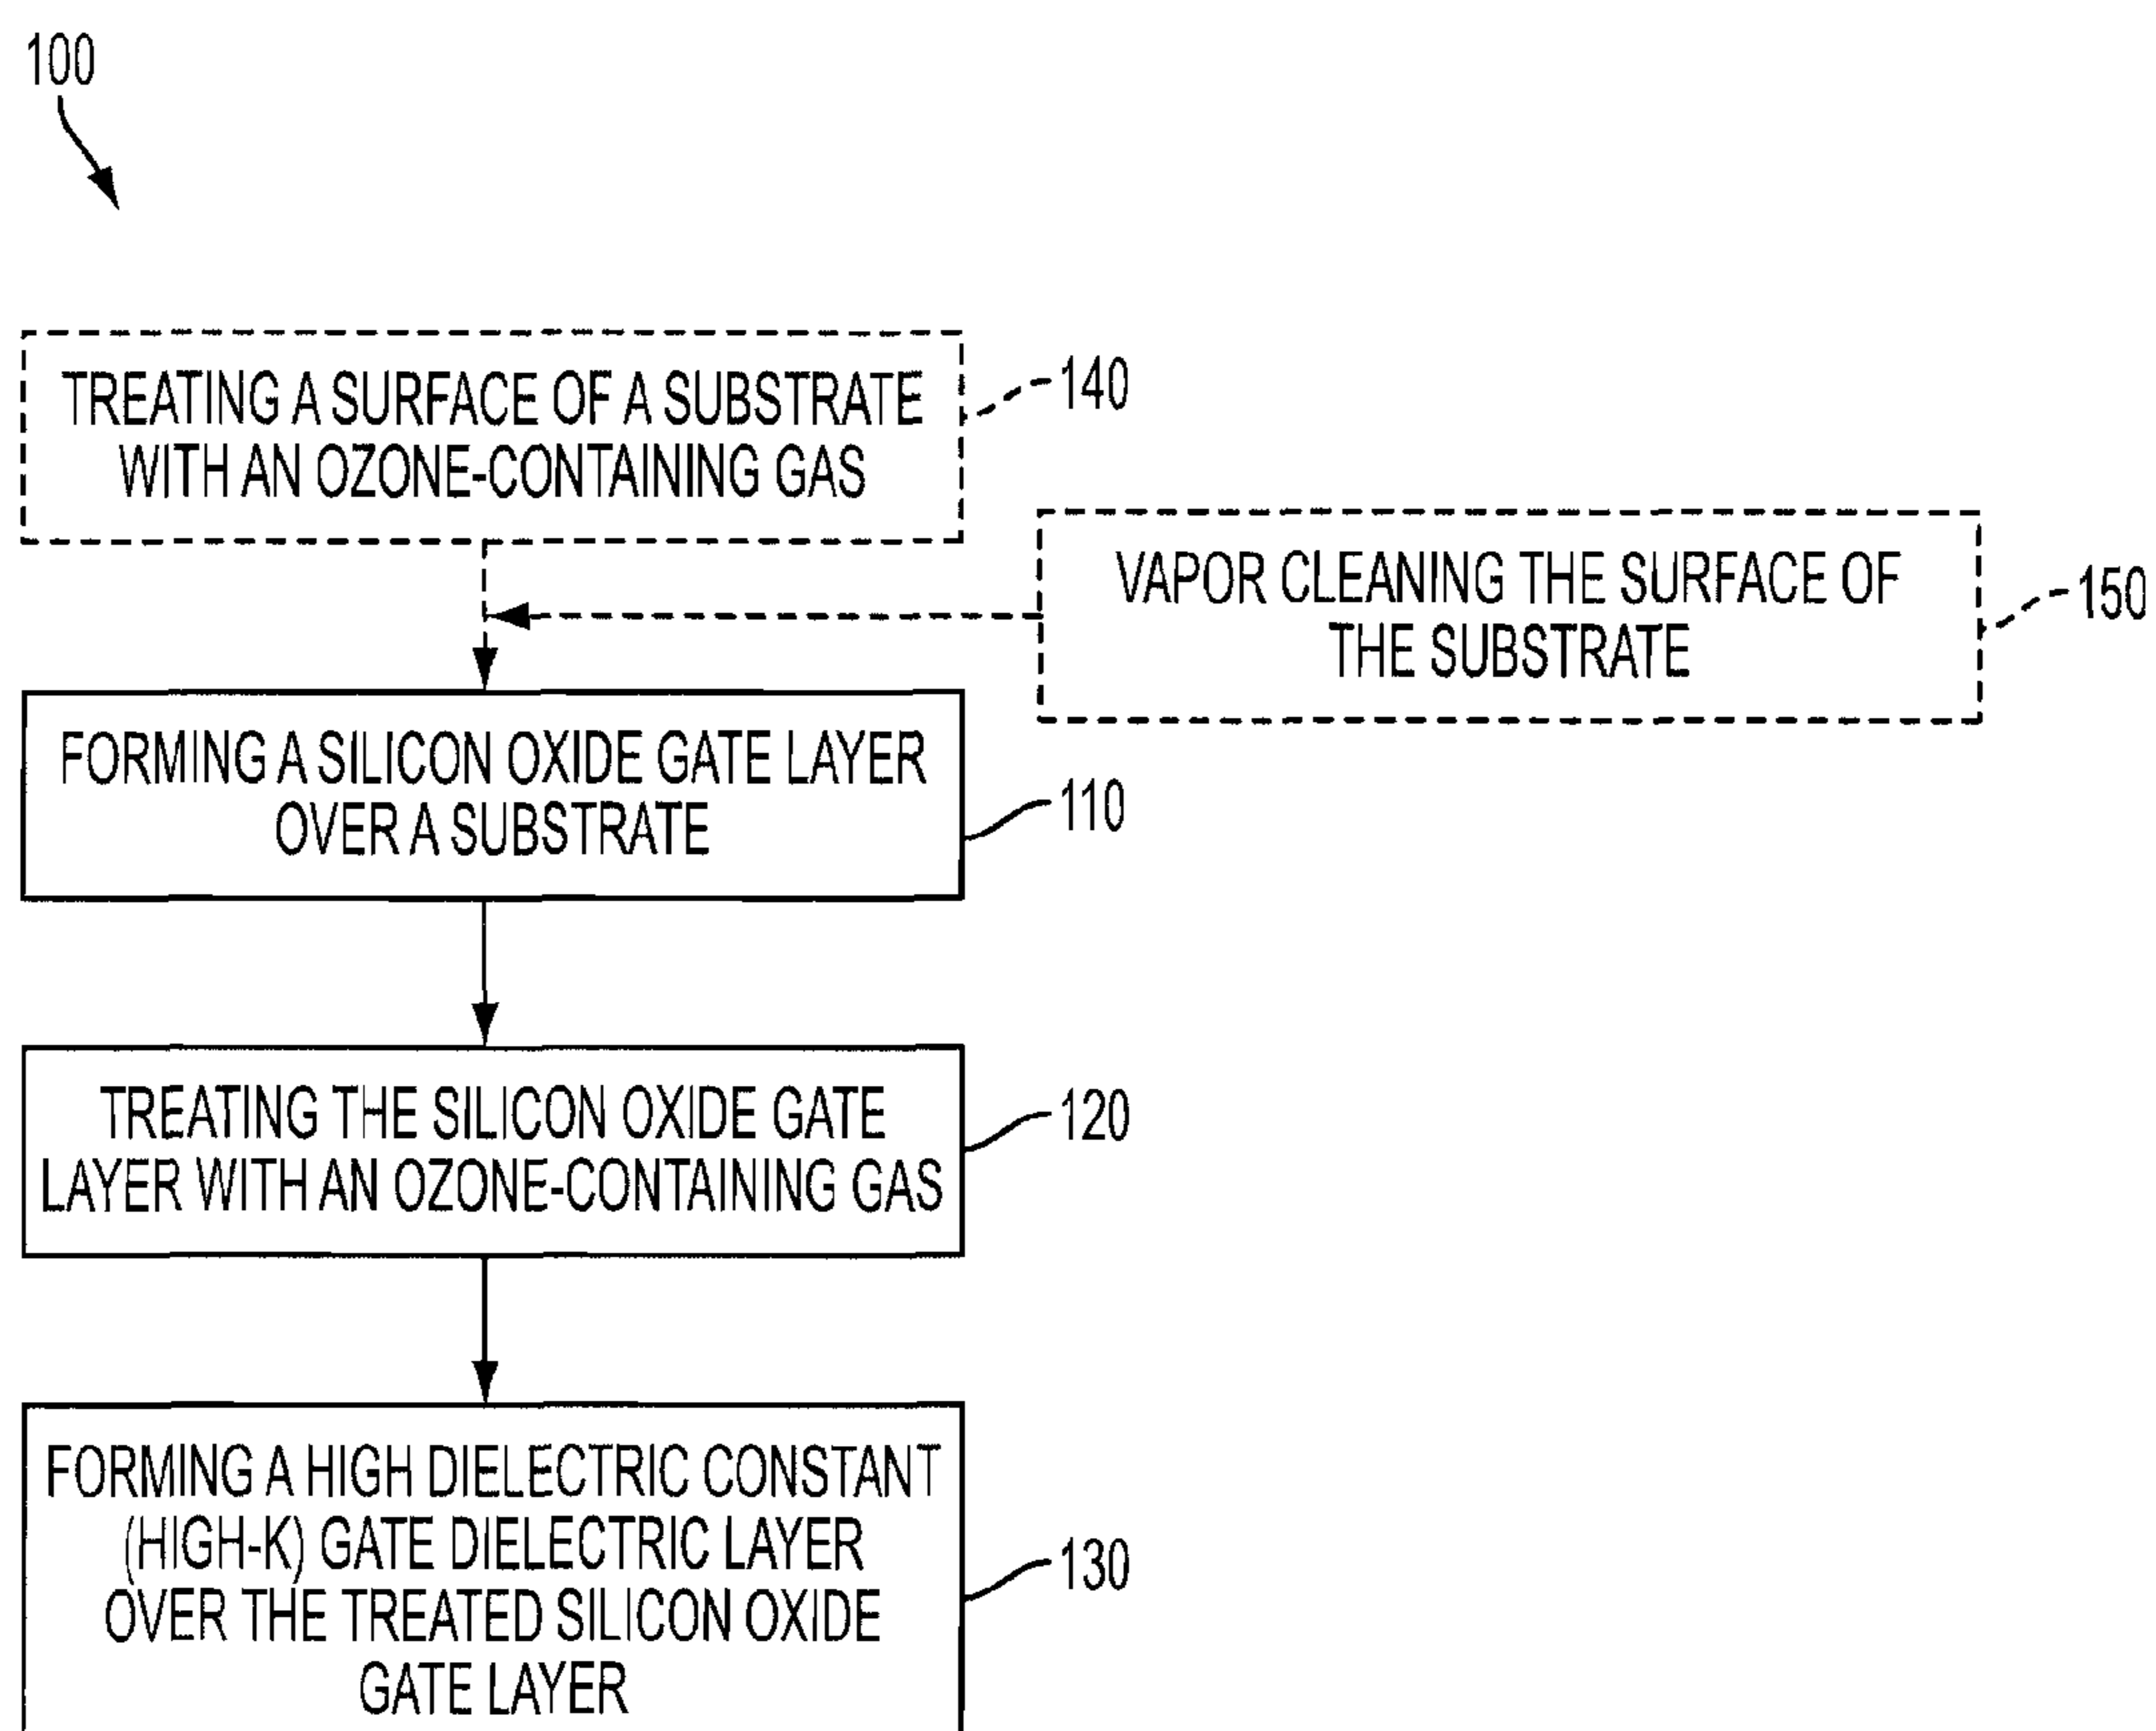 100
TREATING A SURFACE OF A SUBSTRATE
WITH AN OZONE-CONTAINING GAS
140
VAPOR CLEANING THE SURFACE OF
THE SUBSTRATE
150
FORMING A SILICON OXIDE GATE LAYER
OVER A SUBSTRATE
110
TREATING THE SILICON OXIDE GATE
LAYER WITH AN OZONE-CONTAINING GAS
120
FORMING A HIGH DIELECTRIC CONSTANT
(HIGH-K) GATE DIELECTRIC LAYER
OVER THE TREATED SILICON OXIDE
GATE LAYER
130